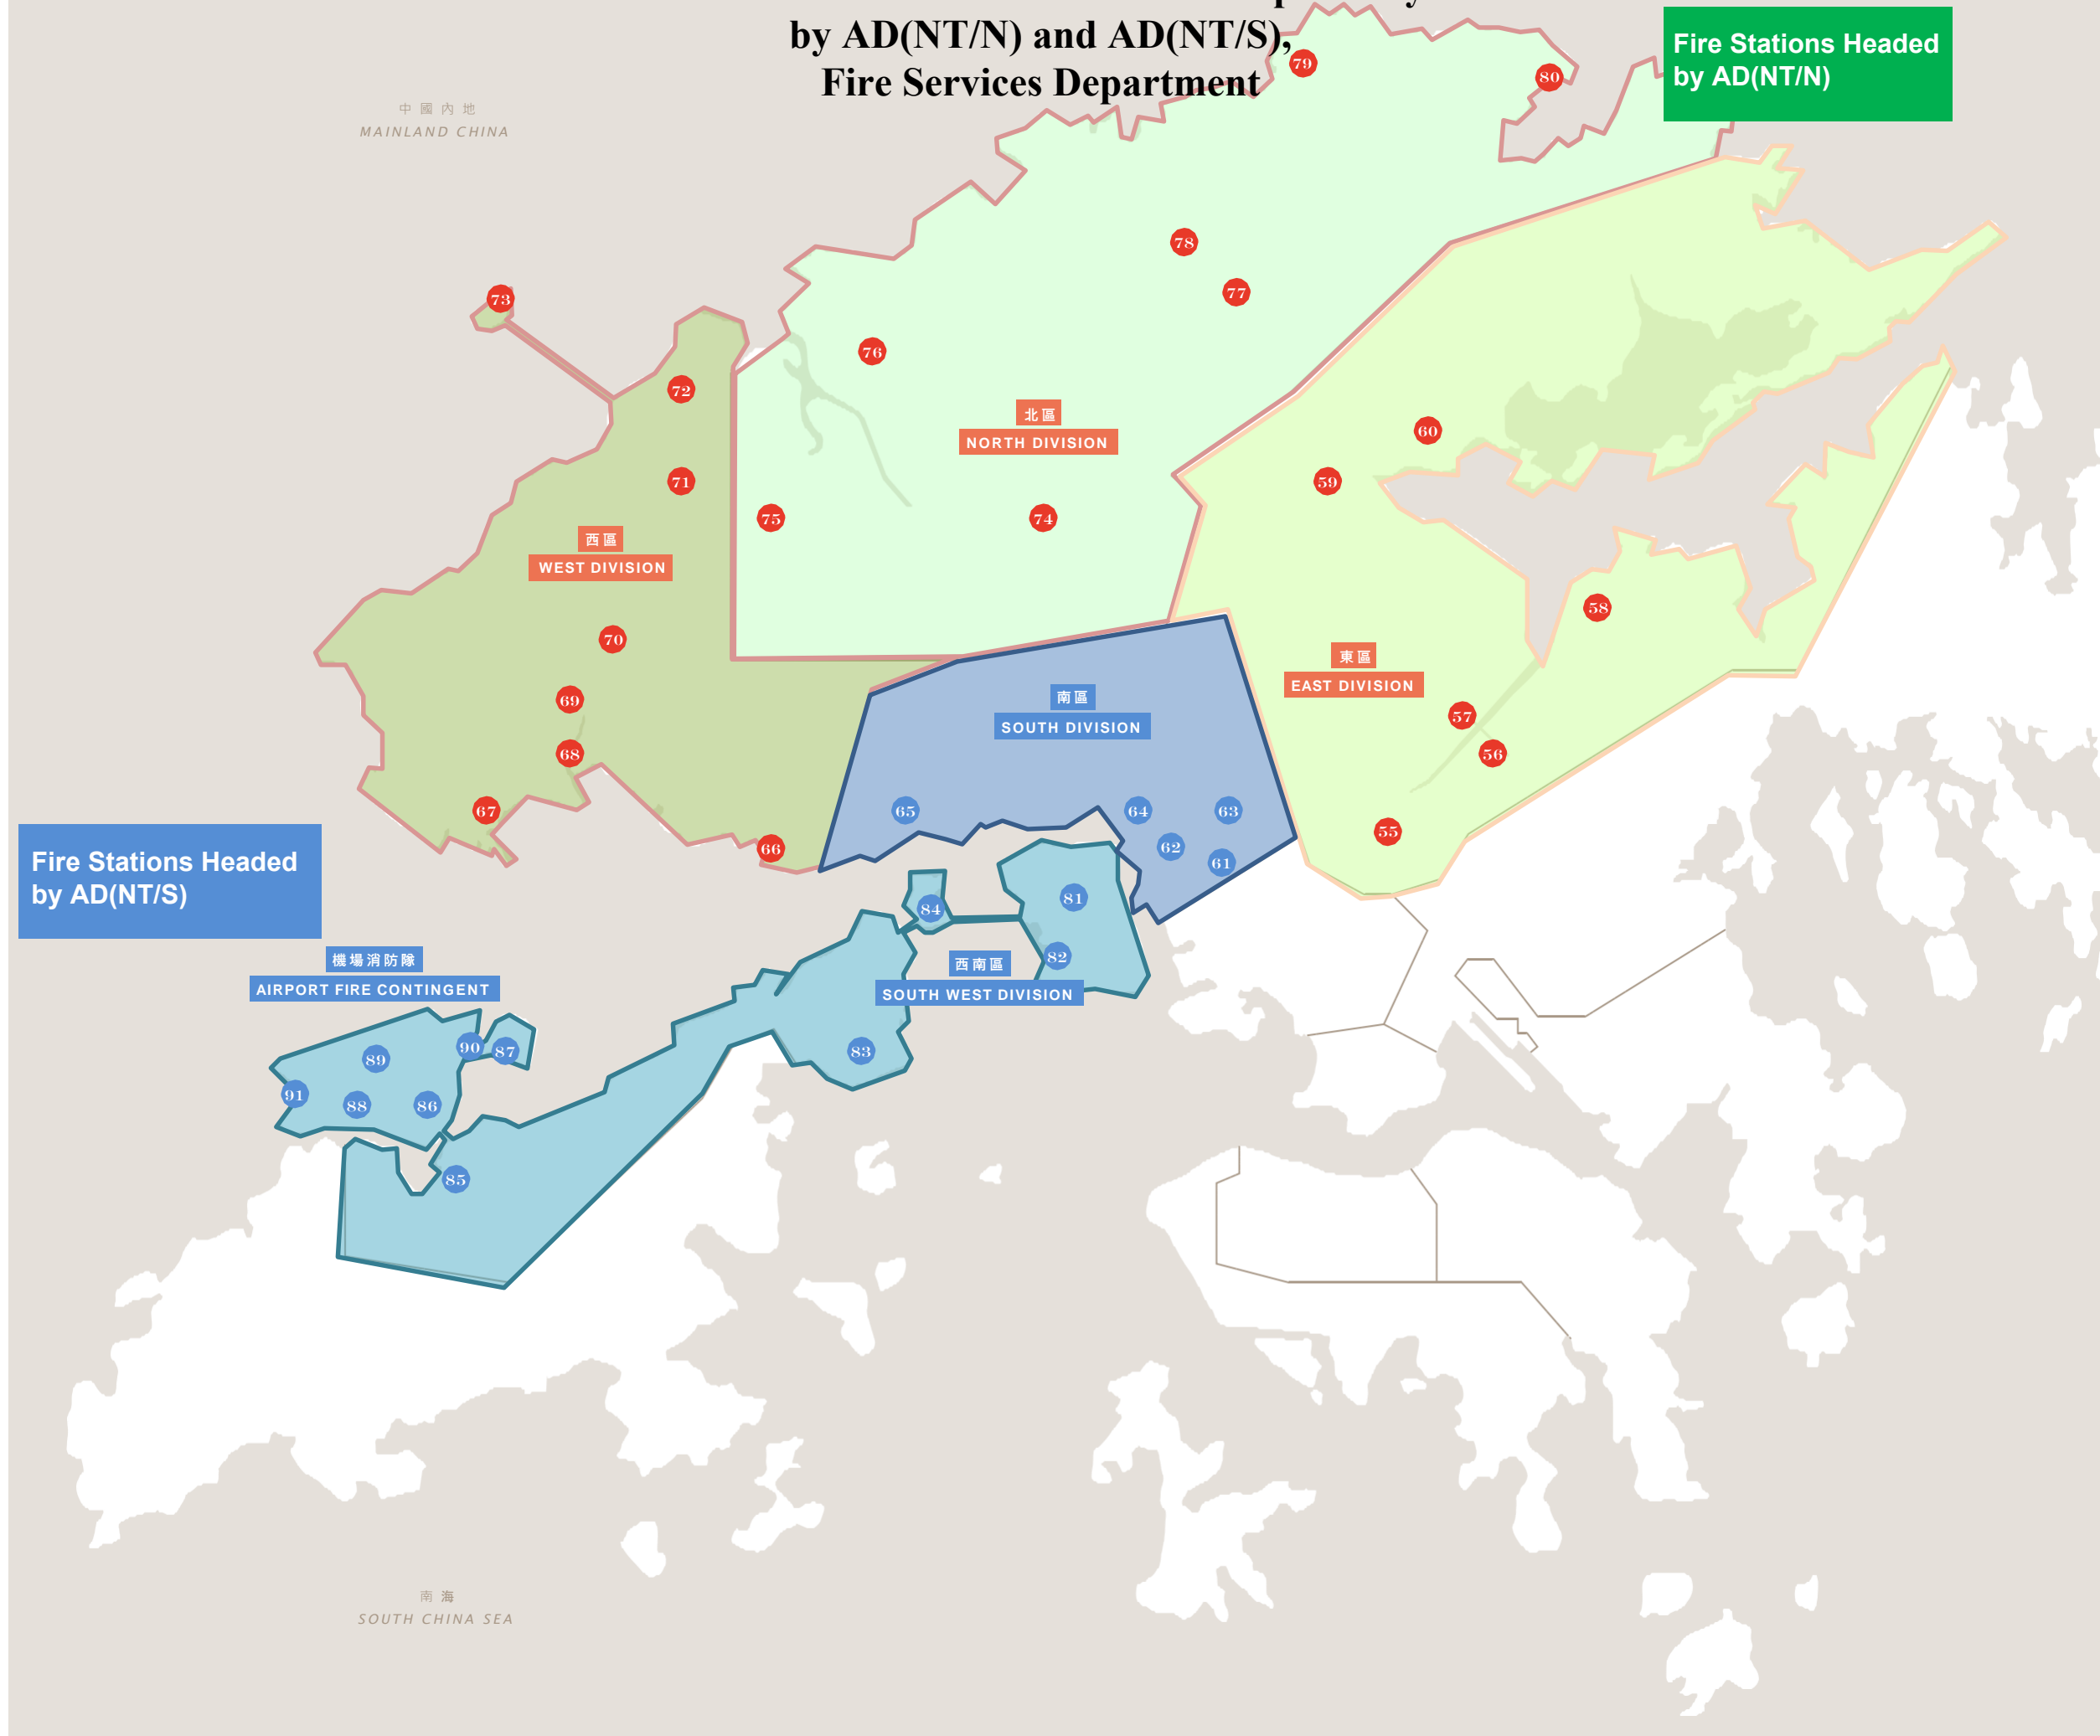 by AD(NT/N) and AD(NT/S),
Fire Services Department
Fire Stations Headed
by AD(NT/N)
中國內地
MAINLAND CHINA
79
80
78
77
73
76
72
北區
NORTH DIVISION
60
71
59
75
74
西區
WEST DIVISION
58
70
東區
EAST DIVISION
69
南區
SOUTH DIVISION
57
68
56
67
65
64
63
55
66
62
61
Fire Stations Headed
by AD(NT/S)
81
84
82
機場消防隊
AIRPORT FIRE CONTINGENT
西南區
SOUTH WEST DIVISION
90
87
83
89
91
88
86
85
南海
SOUTH CHINA SEA